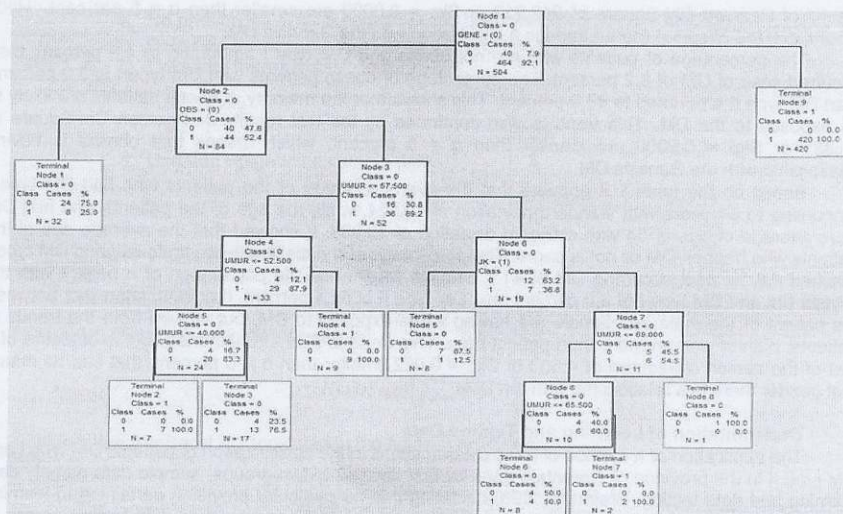 Node 1
Class = 0
GENE = (0)
Class Cases %
0 40 7.9
1 464 92.1
N = 504
Node 2
Class = 0
OBS = (0)
Class Cases %
0 40 47.6
1 44 52.4
N = 84
Terminal
Node 9
Class = 1
Class Cases %
0 0 0.0
1 420 100.0
N = 420
Terminal
Node 1
Class = 0
Class Cases %
0 24 75.0
1 8 25.0
N = 32
Node 3
Class = 0
UMUR <= 57.500
Class Cases %
0 16 30.8
1 36 69.2
N = 52
Node 4
Class = 0
UMUR <= 52.500
Class Cases %
0 4 12.1
1 29 87.9
N = 33
Node 6
Class = 0
JK = (1)
Class Cases %
0 12 63.2
1 7 36.8
N = 19
Node 5
Class = 0
UMUR <= 40.000
Class Cases %
0 4 16.7
1 20 83.3
N = 24
Terminal
Node 4
Class = 1
Class Cases %
0 0 0.0
1 9 100.0
N = 9
Terminal
Node 5
Class = 0
Class Cases %
0 7 87.5
1 1 12.5
N = 8
Node 7
Class = 0
UMUR <= 69.000
Class Cases %
0 5 45.5
1 6 54.5
N = 11
Terminal
Node 2
Class = 1
Class Cases %
0 0 0.0
1 7 100.0
N = 7
Terminal
Node 3
Class = 0
Class Cases %
0 4 23.5
1 13 76.5
N = 17
Node 8
Class = 0
UMUR <= 65.500
Class Cases %
0 4 40.0
1 6 60.0
N = 10
Terminal
Node 8
Class = 0
Class Cases %
0 1 100.0
1 0 0.0
N = 1
Terminal
Node 6
Class = 0
Class Cases %
0 4 50.0
1 4 50.0
N = 8
Terminal
Node 7
Class = 1
Class Cases %
0 0 0.0
1 2 100.0
N = 2